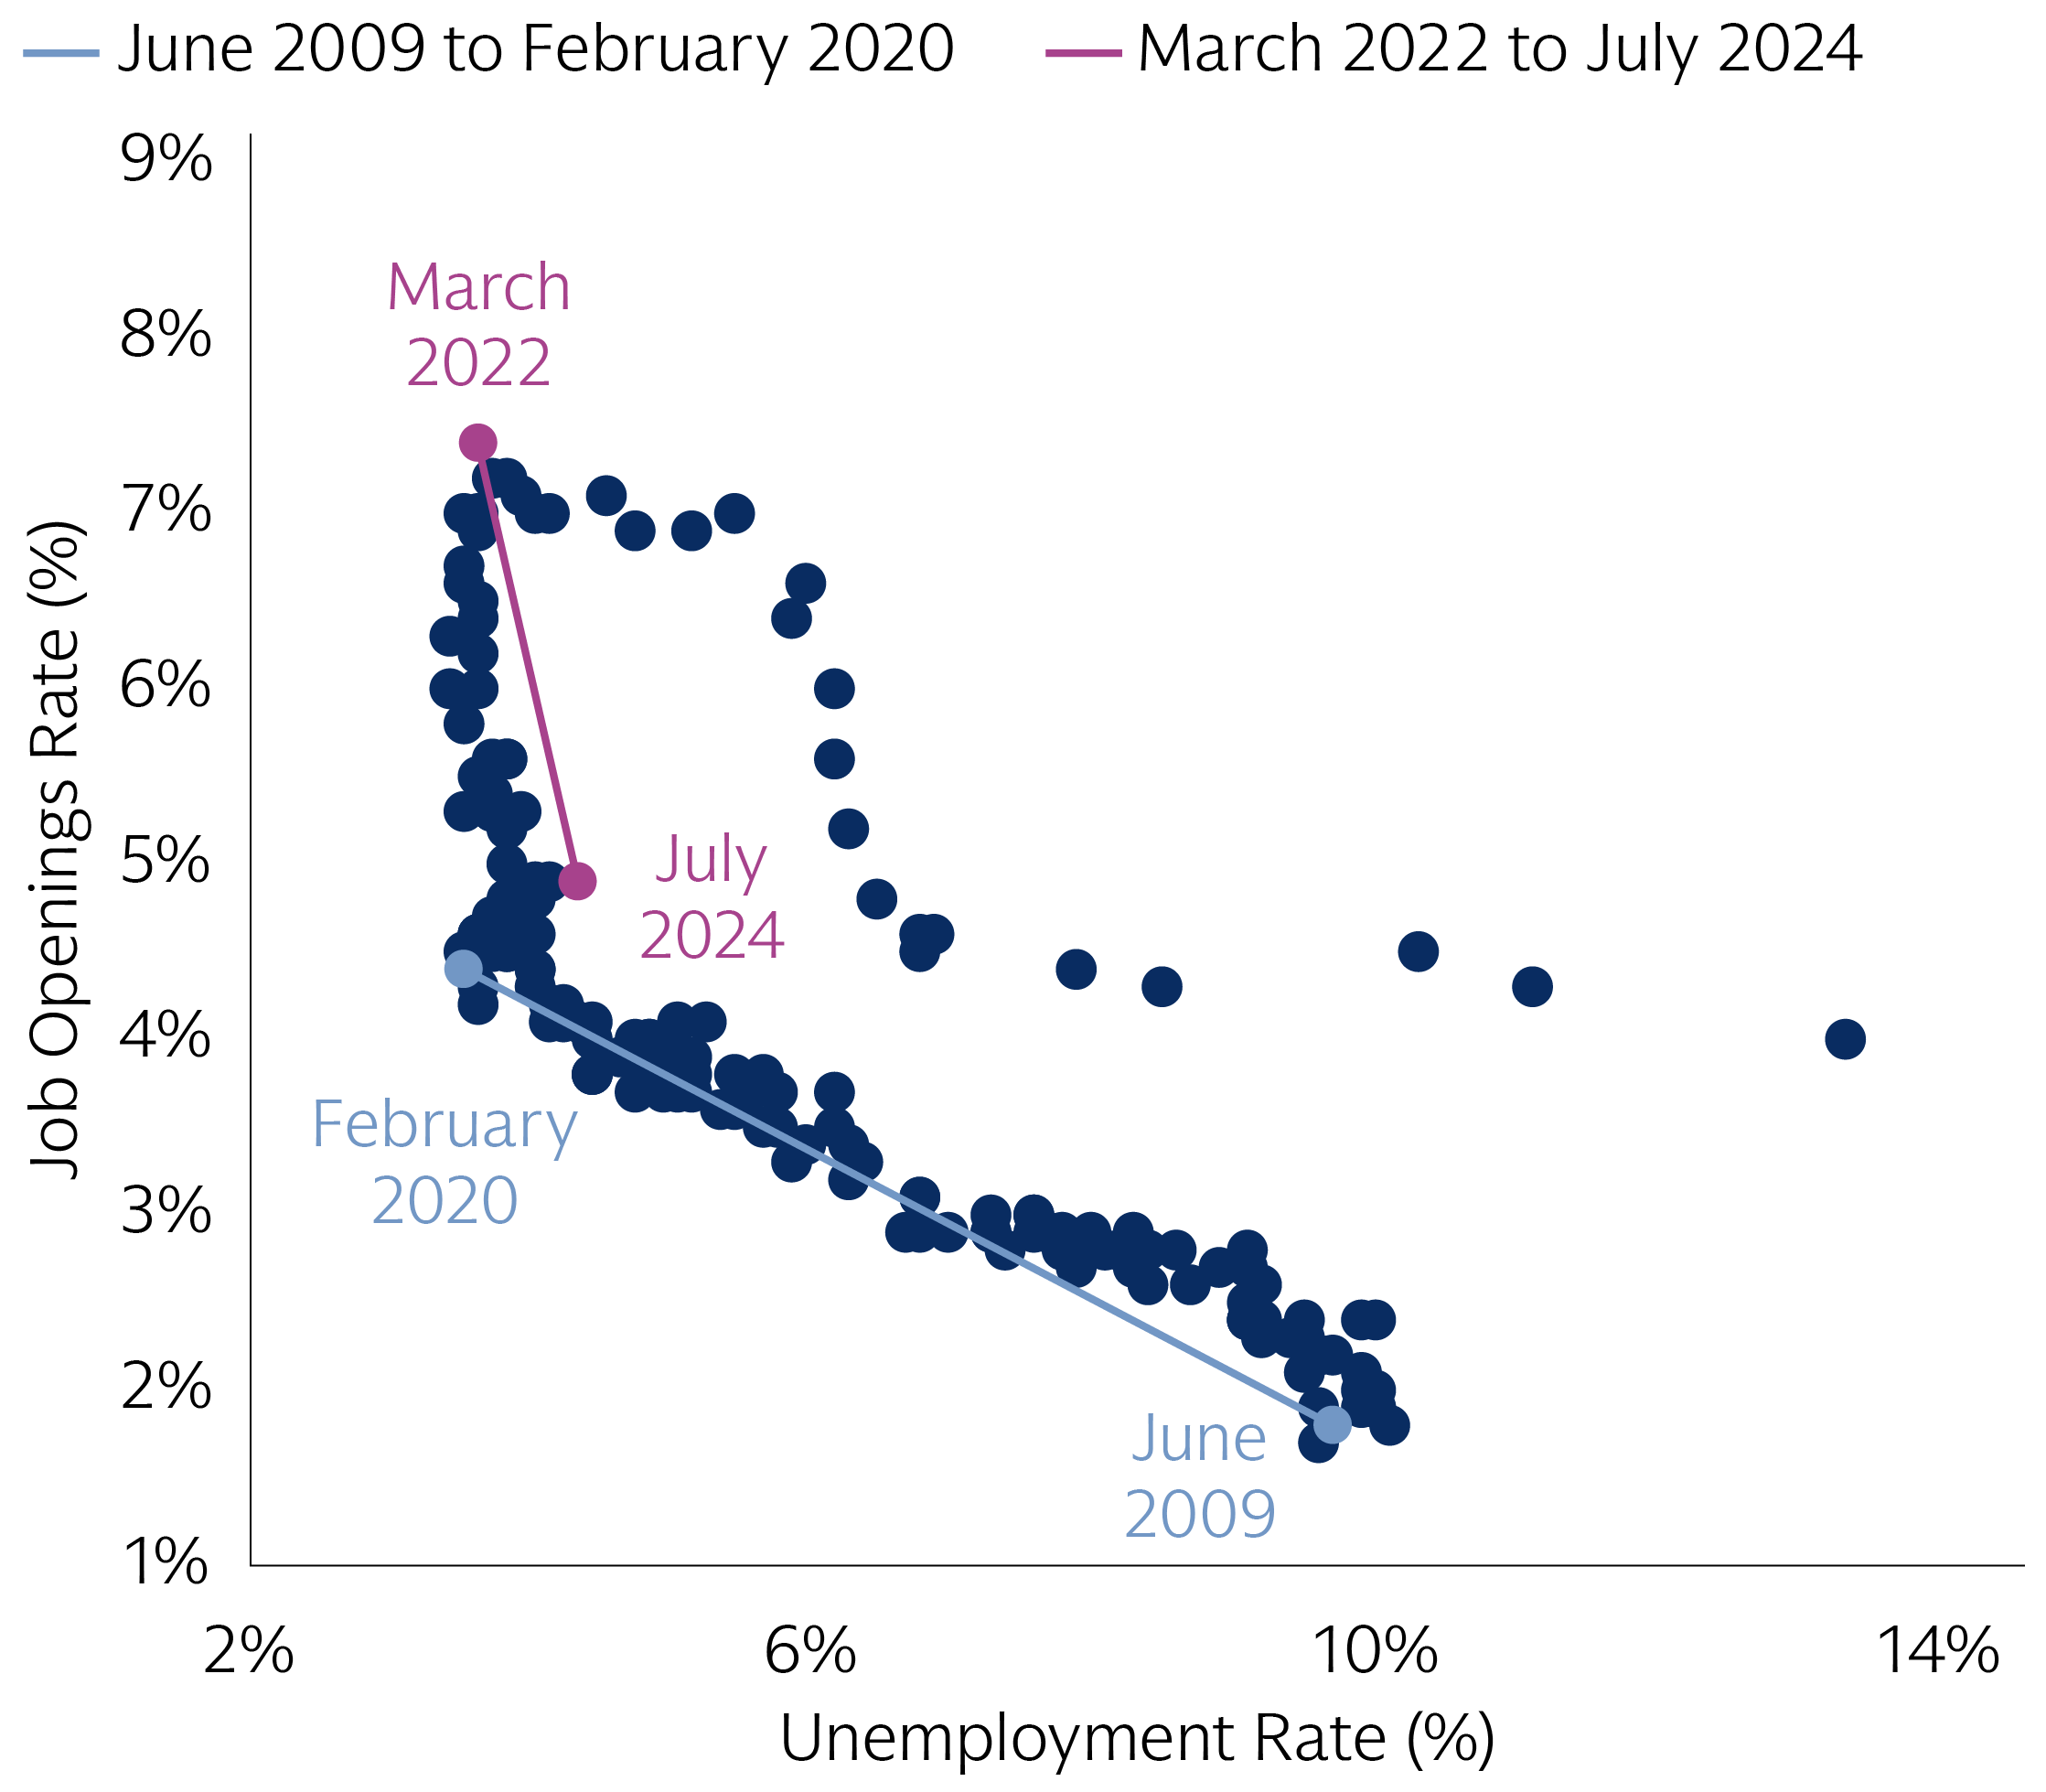 June 2009 to February 2020 March 2022 to July 2024
9%
8%
7%
6%
5%
4%
3%
2%
1%
Job Openings Rate (%)
March
2022
July
2024
February
2020
June
2009
2% 6% 10% 14%
Unemployment Rate (%)